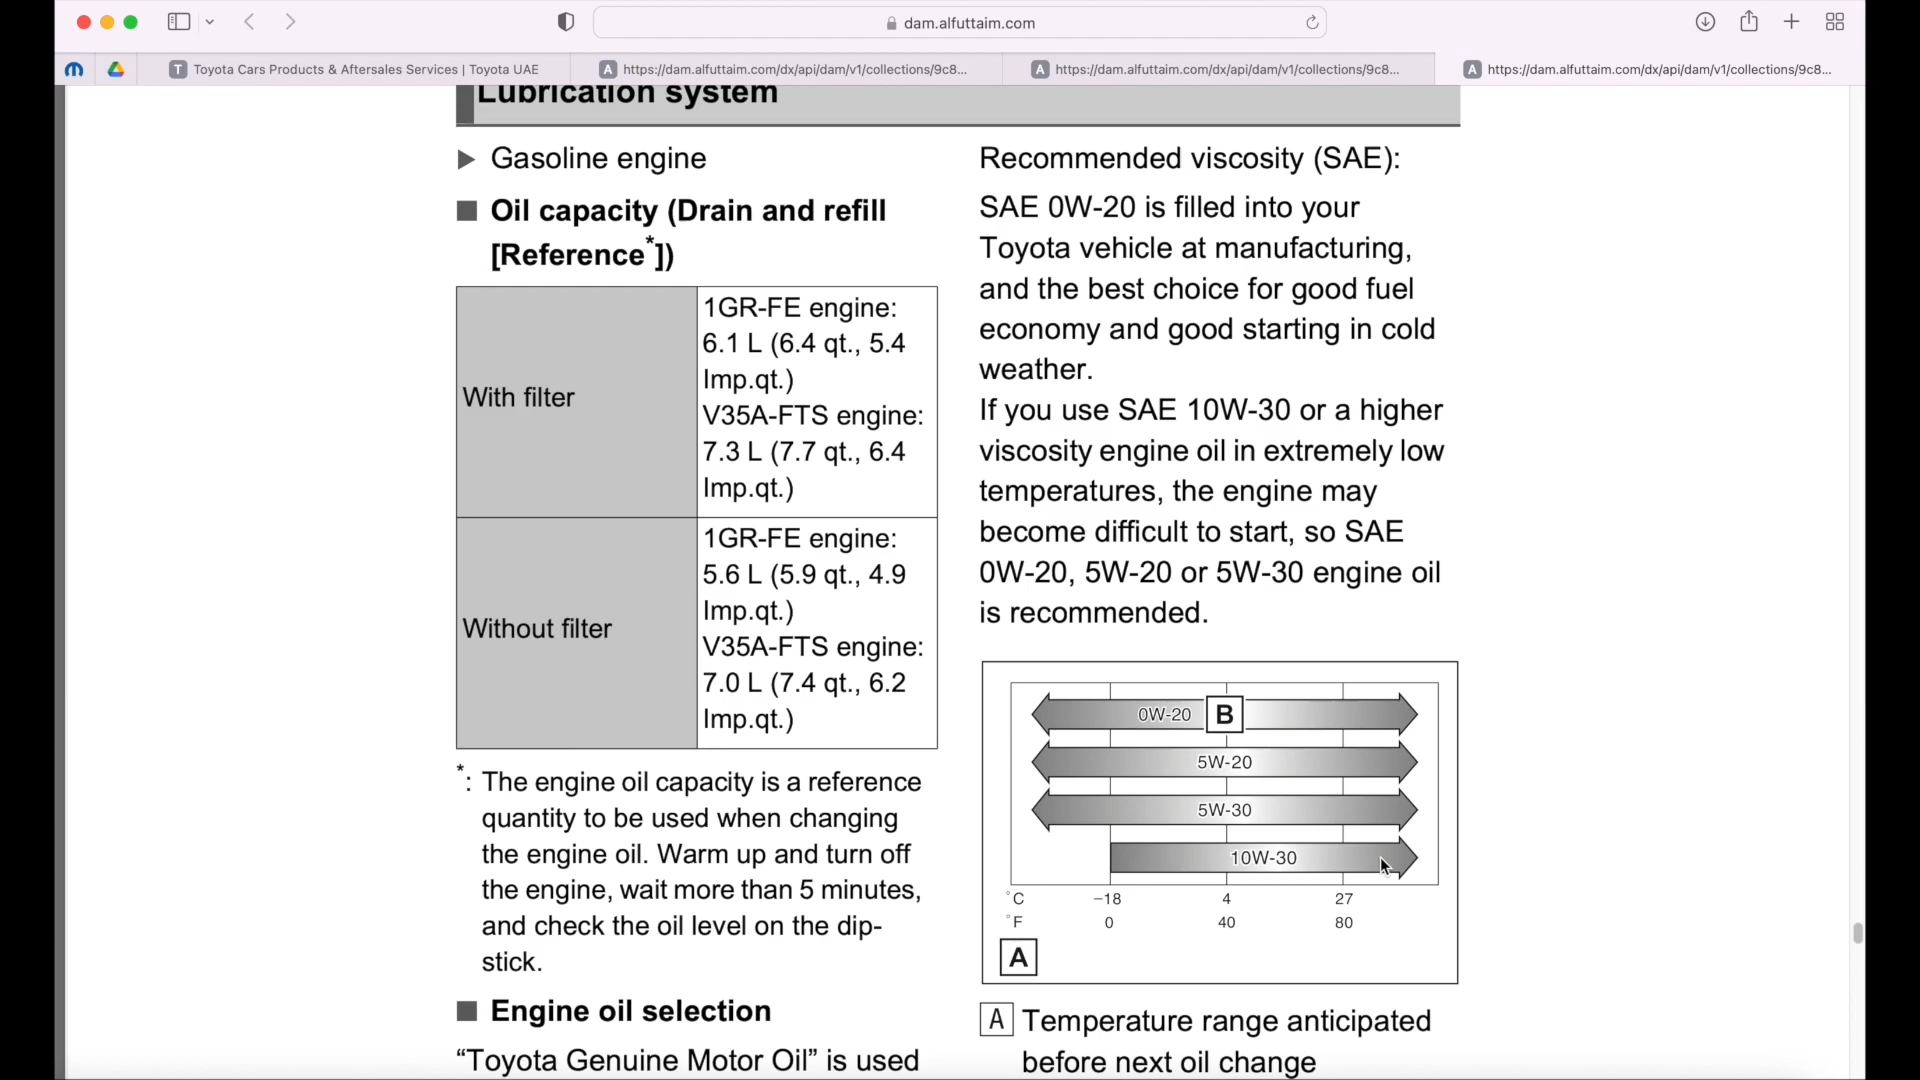 dam.alfuttaim.com
T Toyota Cars Products & Aftersales Services | Toyota UAE
A https://dam.alfuttaim.com/dx/api/dam/v1/collections/9c8...
A https://dam.alfuttaim.com/dx/api/dam/v1/collections/9c8...
A https://dam.alfuttaim.com/dx/api/dam/v1/collections/9c8...
Lubrication system
Gasoline engine
Oil capacity (Drain and refill
[Reference*])
With filter
1GR-FE engine:
6.1 L (6.4 qt., 5.4
Imp.qt.)
V35A-FTS engine:
7.3 L (7.7 qt., 6.4
Imp.qt.)
Without filter
1GR-FE engine:
5.6 L (5.9 qt., 4.9
Imp.qt.)
V35A-FTS engine:
7.0 L (7.4 qt., 6.2
Imp.qt.)
*: The engine oil capacity is a reference
quantity to be used when changing
the engine oil. Warm up and turn off
the engine, wait more than 5 minutes,
and check the oil level on the dip-
stick.
Engine oil selection
“Toyota Genuine Motor Oil” is used
Recommended viscosity (SAE):
SAE 0W-20 is filled into your
Toyota vehicle at manufacturing,
and the best choice for good fuel
economy and good starting in cold
weather.
If you use SAE 10W-30 or a higher
viscosity engine oil in extremely low
temperatures, the engine may
become difficult to start, so SAE
0W-20, 5W-20 or 5W-30 engine oil
is recommended.
0W-20 B
5W-20
5W-30
10W-30
°C −18 4 27
°F 0 40 80
A
A Temperature range anticipated
before next oil change